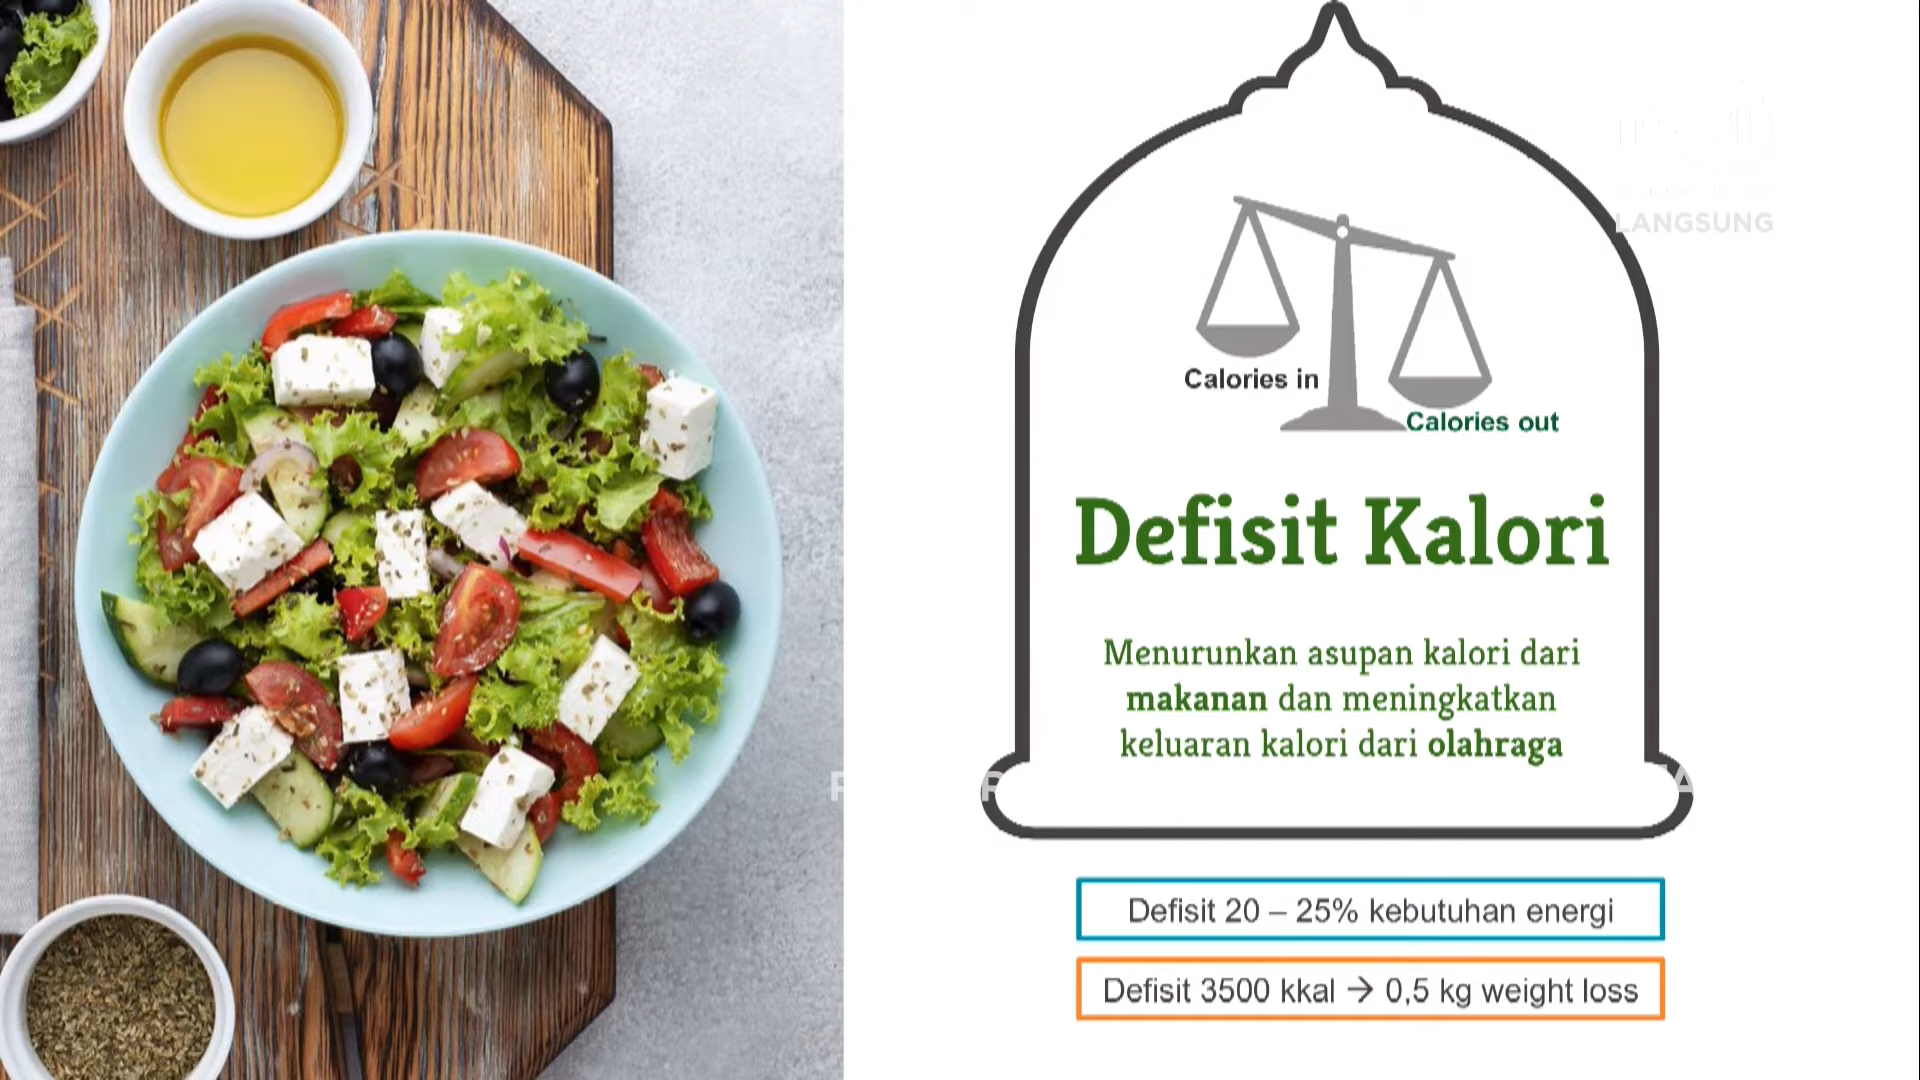 LANGSUNG
Calories in
Calories out
Defisit Kalori
Menurunkan asupan kalori dari
makanan dan meningkatkan
keluaran kalori dari olahraga
Defisit 20 – 25% kebutuhan energi
Defisit 3500 kkal → 0,5 kg weight loss